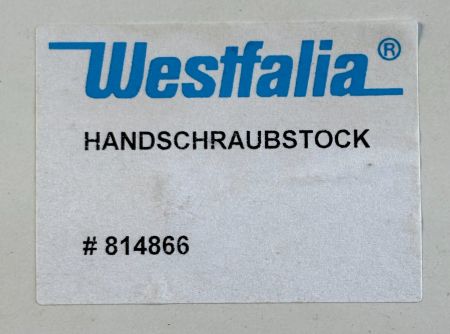 Westfalia®
HANDSCHRAUBSTOCK
# 814866